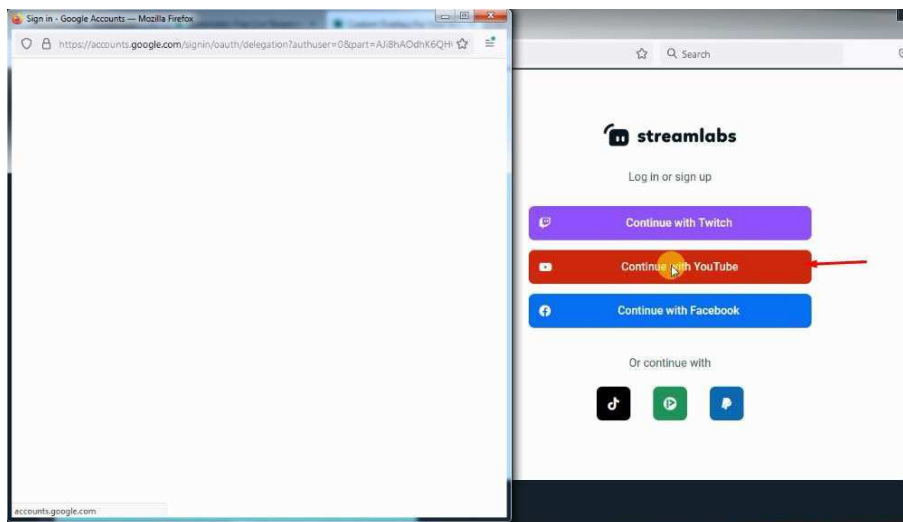 Sign in - Google Accounts — Mozilla Firefox
https://accounts.google.com/signin/oauth/delegation?authuser=0&part=AJi8hAOdhK6QH
Search
streamlabs
Log in or sign up
Continue with Twitch
Continue with YouTube
Continue with Facebook
Or continue with
accounts.google.com